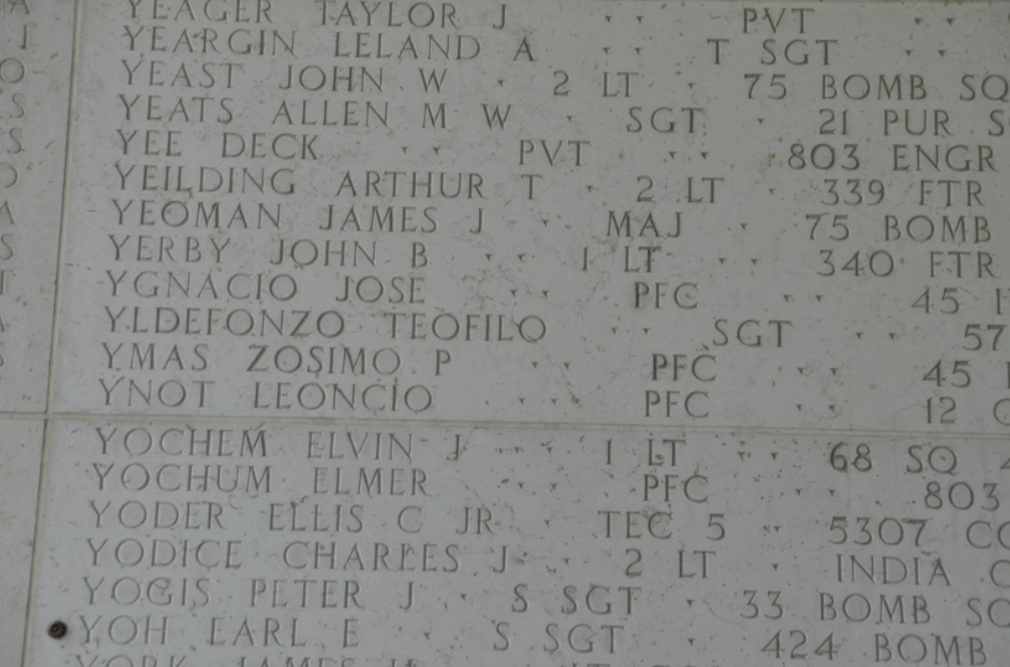 YEAGER TAYLOR J · · PVT · ·
YEARGIN LELAND A · · T SGT · ·
YEAST JOHN W · 2 LT · 75 BOMB SQ
YEATS ALLEN M W · SGT · 21 PUR S
YEE DECK · · PVT · · 803 ENGR
YEILDING ARTHUR T · 2 LT · 339 FTR
YEOMAN JAMES J · · MAJ · 75 BOMB
YERBY JOHN B · · 1 LT · · 340 FTR
YGNACIO JOSE · · PFC · · 45
YLDEFONZO TEOFILO · · SGT · · 57
YMAS ZOSIMO P · · PFC · · 45
YNOT LEONCIO · · PFC · · 12
YOCHEM ELVIN J · · 1 LT · · 68 SQ
YOCHUM ELMER · · PFC · · 803
YODER ELLIS C JR · TEC 5 · 5307 CO
YODICE CHARLES J · · 2 LT · INDIA C
YOGIS PETER J · S SGT · 33 BOMB SQ
YOH EARL E · · S SGT · 424 BOMB
YORK JAMES